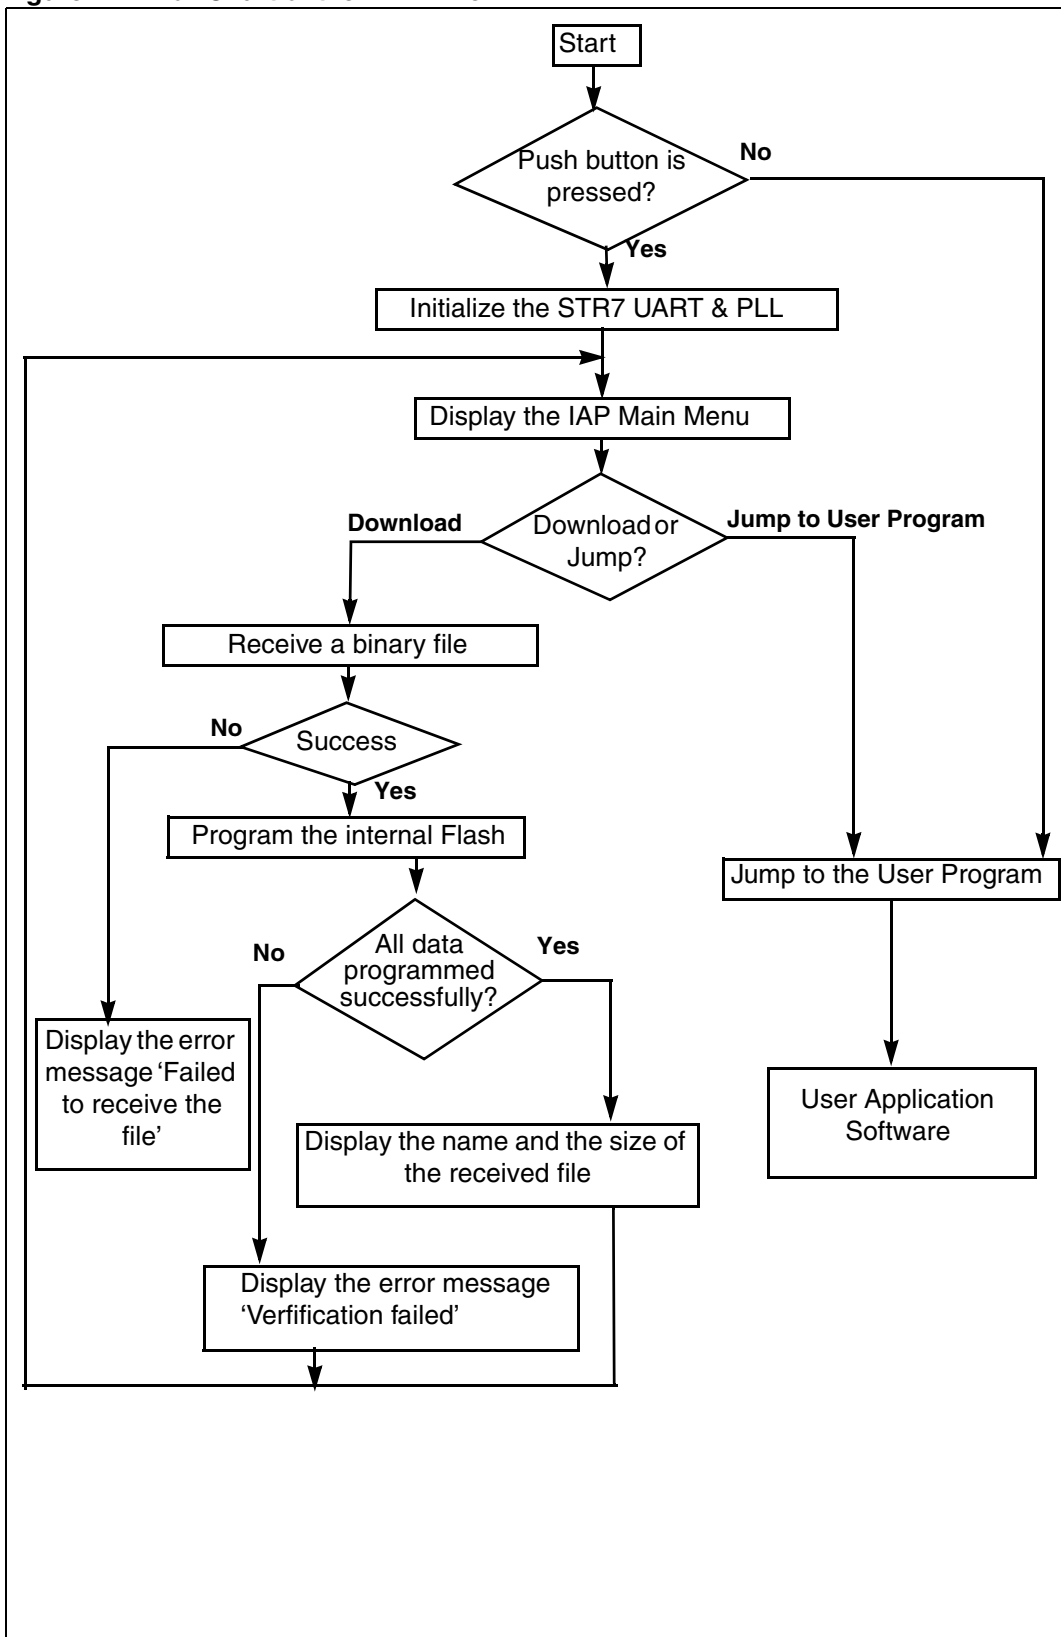 Start
Push button is
pressed?
No
Yes
Initialize the STR7 UART & PLL
Display the IAP Main Menu
Download
Download or
Jump?
Jump to User Program
Receive a binary file
No
Success
Yes
Program the internal Flash
Jump to the User Program
No
All data
programmed
successfully?
Yes
Display the error
message ‘Failed
to receive the
file’
User Application
Software
Display the name and the size of
the received file
Display the error message
‘Verfification failed’